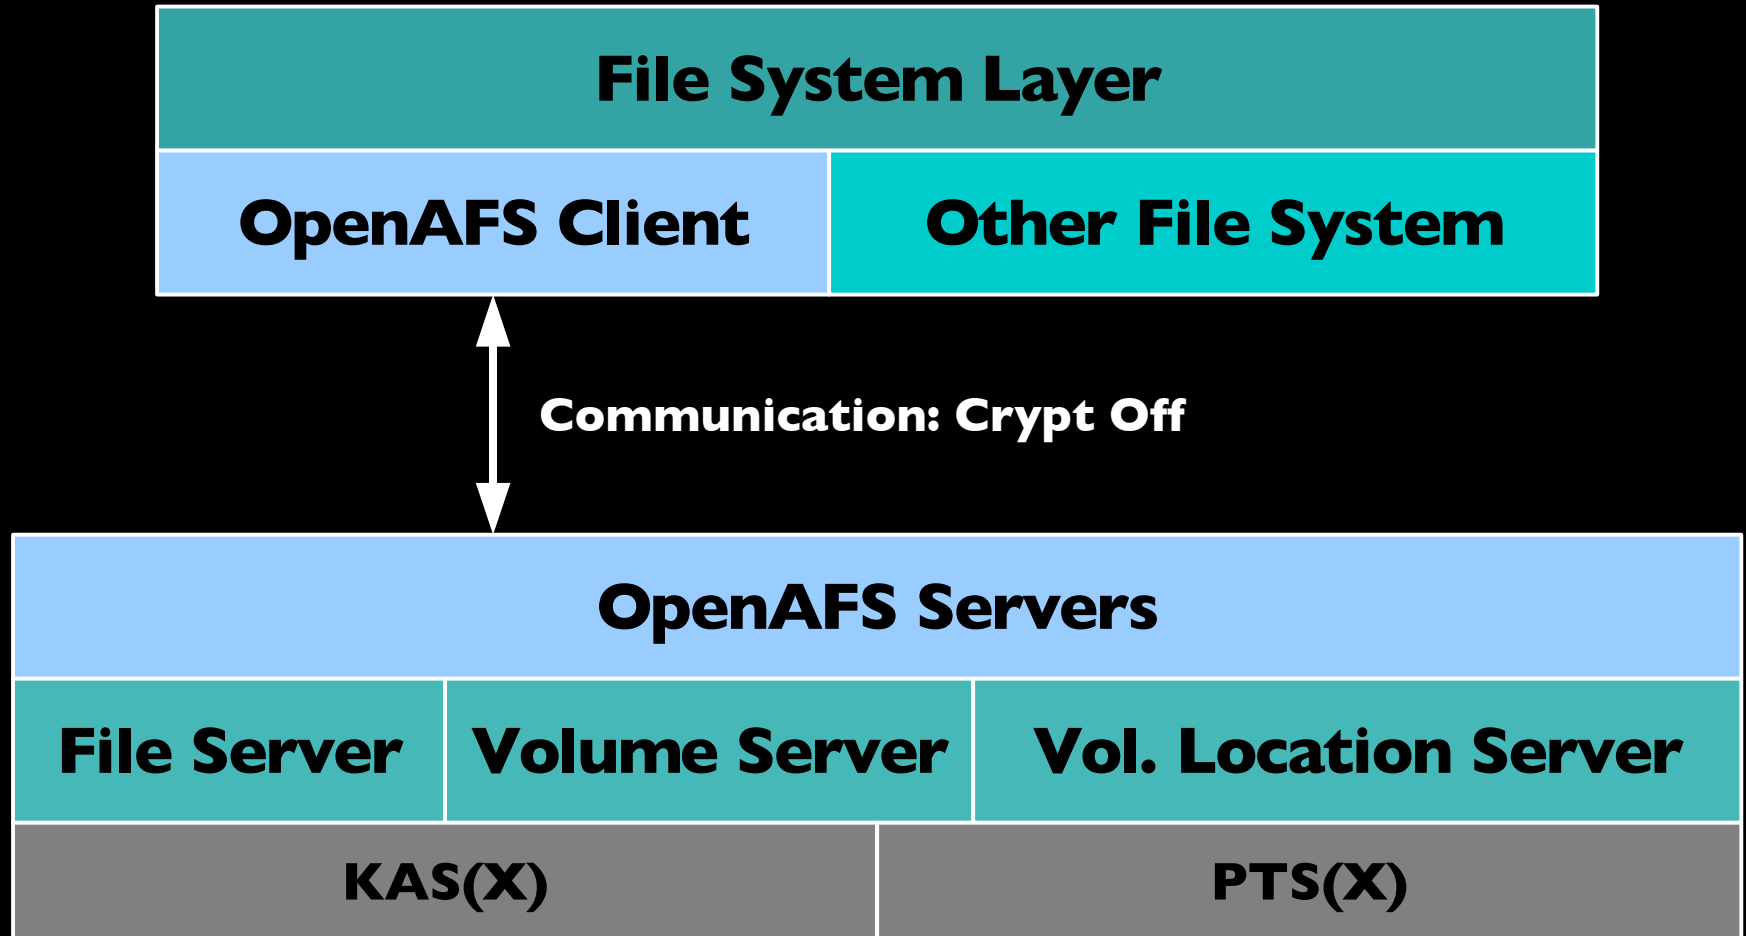 File System Layer
OpenAFS Client
Other File System
Communication: Crypt Off
OpenAFS Servers
File Server
Volume Server
Vol. Location Server
KAS(X)
PTS(X)